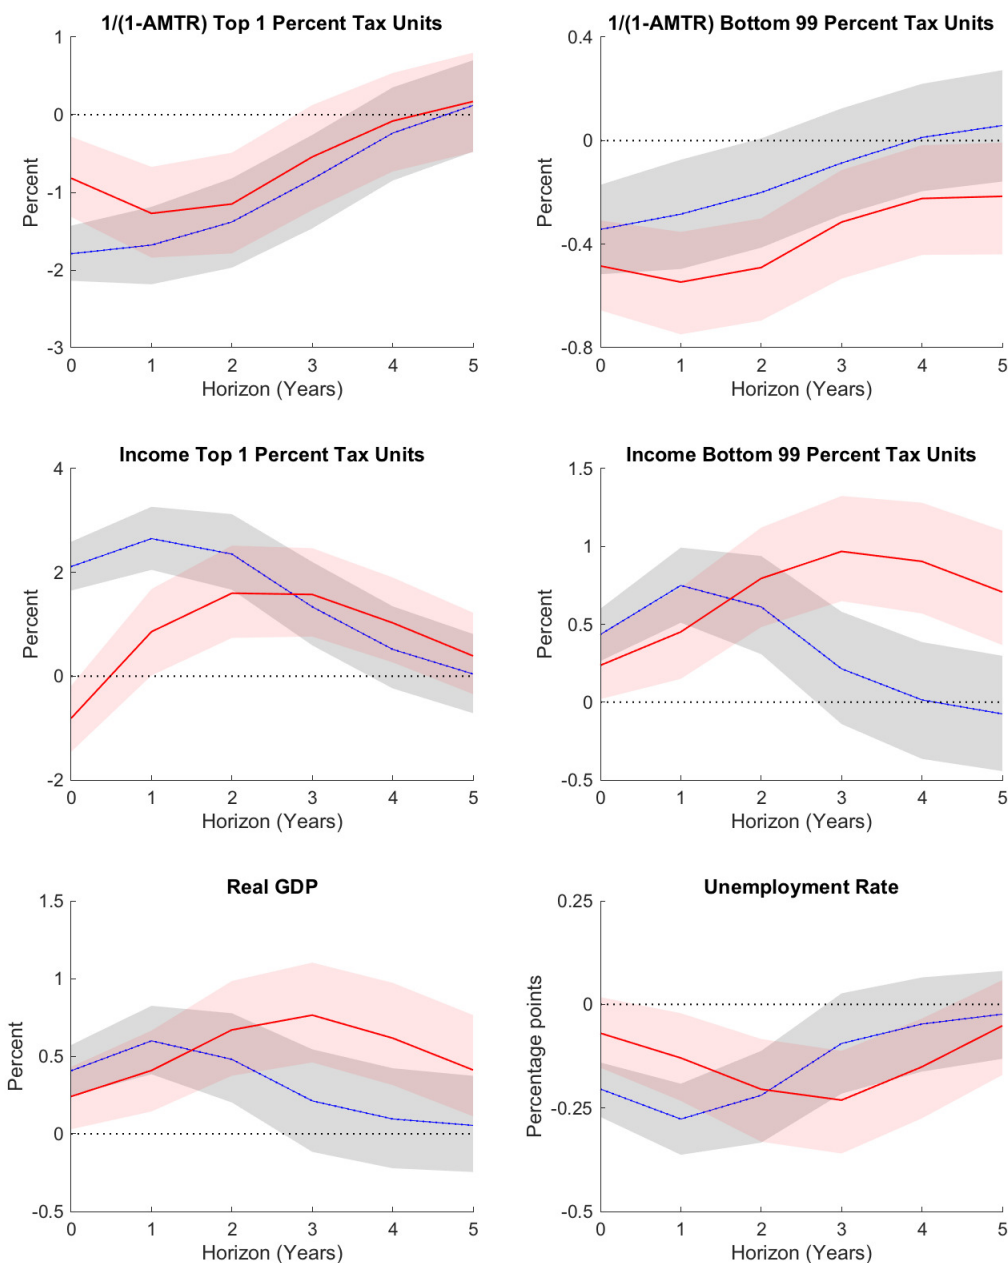 1/(1-AMTR) Top 1 Percent Tax Units
1
0
-1
-2
-3
Percent
0 1 2 3 4 5
Horizon (Years)
1/(1-AMTR) Bottom 99 Percent Tax Units
0.4
0
-0.4
-0.8
Percent
0 1 2 3 4 5
Horizon (Years)
Income Top 1 Percent Tax Units
4
2
0
-2
Percent
0 1 2 3 4 5
Horizon (Years)
Income Bottom 99 Percent Tax Units
1.5
1
0.5
0
-0.5
Percent
0 1 2 3 4 5
Horizon (Years)
Real GDP
1.5
1
0.5
0
-0.5
Percent
0 1 2 3 4 5
Horizon (Years)
Unemployment Rate
0.25
0
-0.25
-0.5
Percentage points
0 1 2 3 4 5
Horizon (Years)